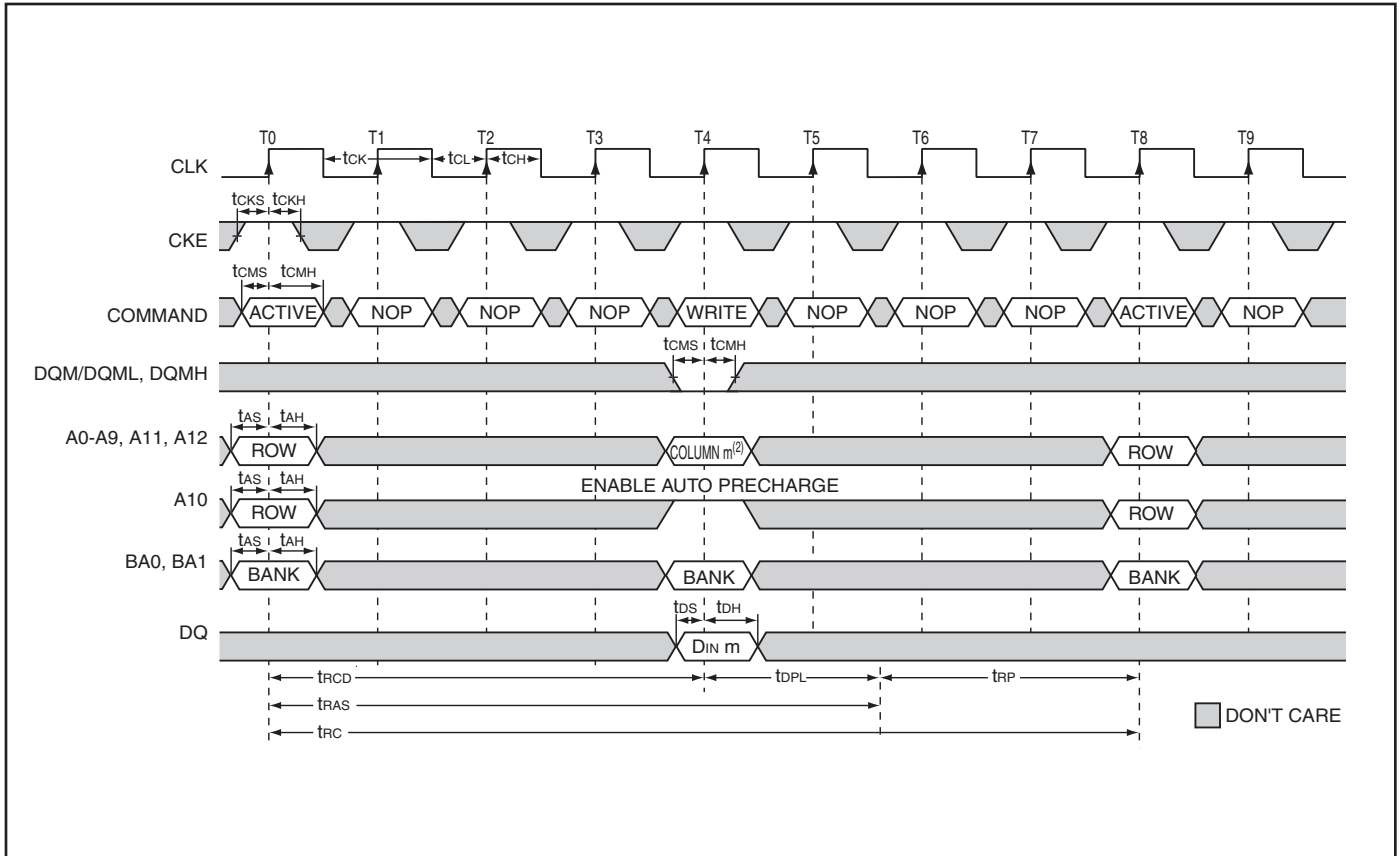 T0 T1 T2 T3 T4 T5 T6 T7 T8 T9
CLK tCK tCL tCH
tCKS tCKH
CKE
tCMS tCMH
COMMAND ACTIVE NOP NOP NOP WRITE NOP NOP NOP ACTIVE NOP
tCMS tCMH
DQM/DQML, DQMH
tAS tAH
A0-A9, A11, A12 ROW COLUMN m(2) ROW
tAS tAH ENABLE AUTO PRECHARGE
A10 ROW ROW
tAS tAH
BA0, BA1 BANK BANK BANK
tDS tDH
DQ DIN m
tRCD tDPL tRP
tRAS
DON'T CARE
tRC